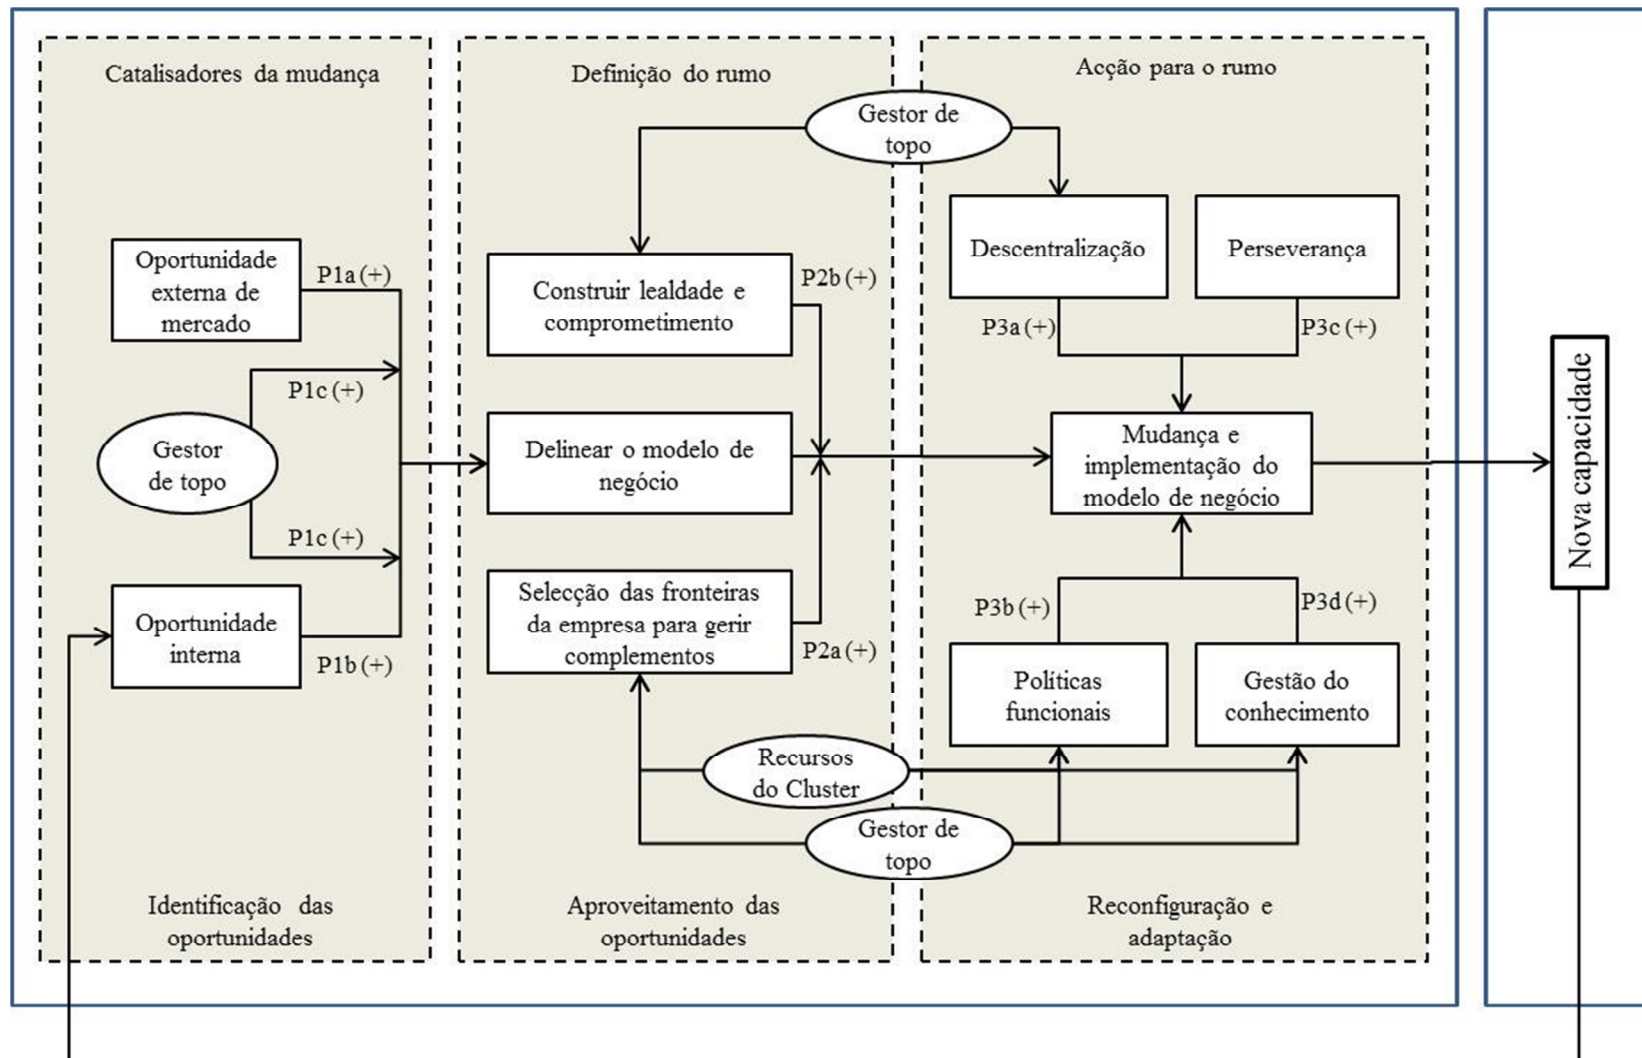 Catalisadores da mudança
Oportunidade
externa de
mercado
P1a (+)
P1c (+)
Gestor
de topo
P1c (+)
Oportunidade
interna
P1b (+)
Identificação das
oportunidades
Definição do rumo
Gestor de
topo
Construir lealdade e
comprometimento
P2b (+)
Delinear o modelo de
negócio
Selecção das fronteiras
da empresa para gerir
complementos
P2a (+)
Recursos
do Cluster
Gestor de
topo
Aproveitamento das
oportunidades
Acção para o rumo
Descentralização
Perseverança
P3a (+)
P3c (+)
Mudança e
implementação do
modelo de negócio
P3b (+)
P3d (+)
Políticas
funcionais
Gestão do
conhecimento
Reconfiguração e
adaptação
Nova capacidade